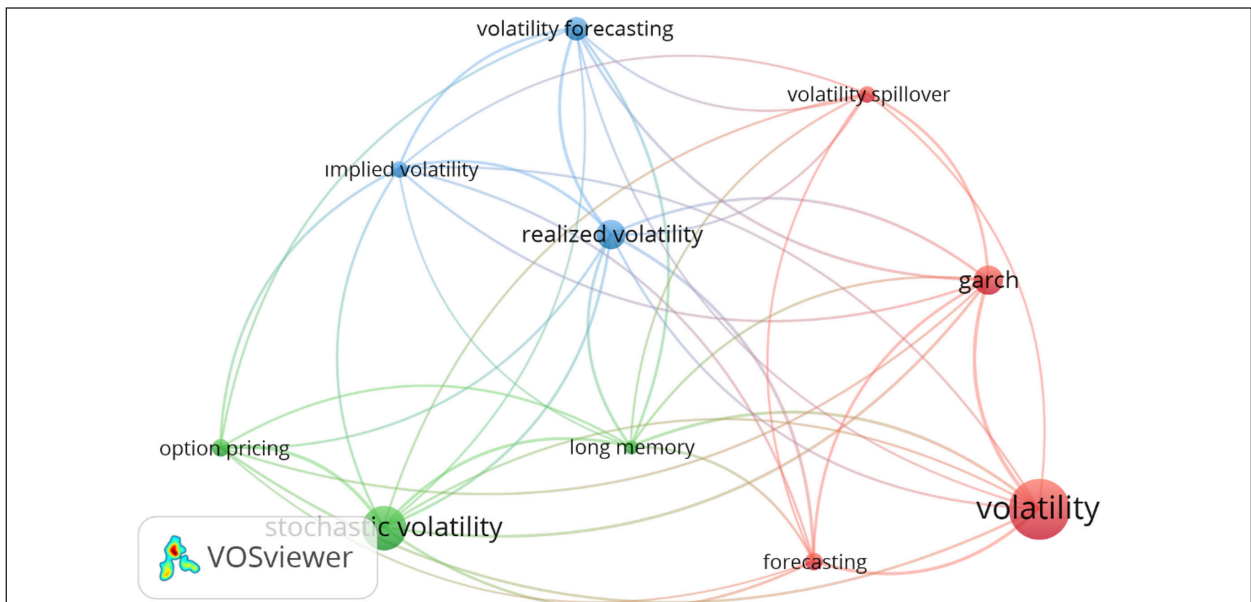 volatility forecasting
volatility spillover
implied volatility
realized volatility
garch
option pricing
long memory
volatility
stochastic volatility
VOSviewer
forecasting